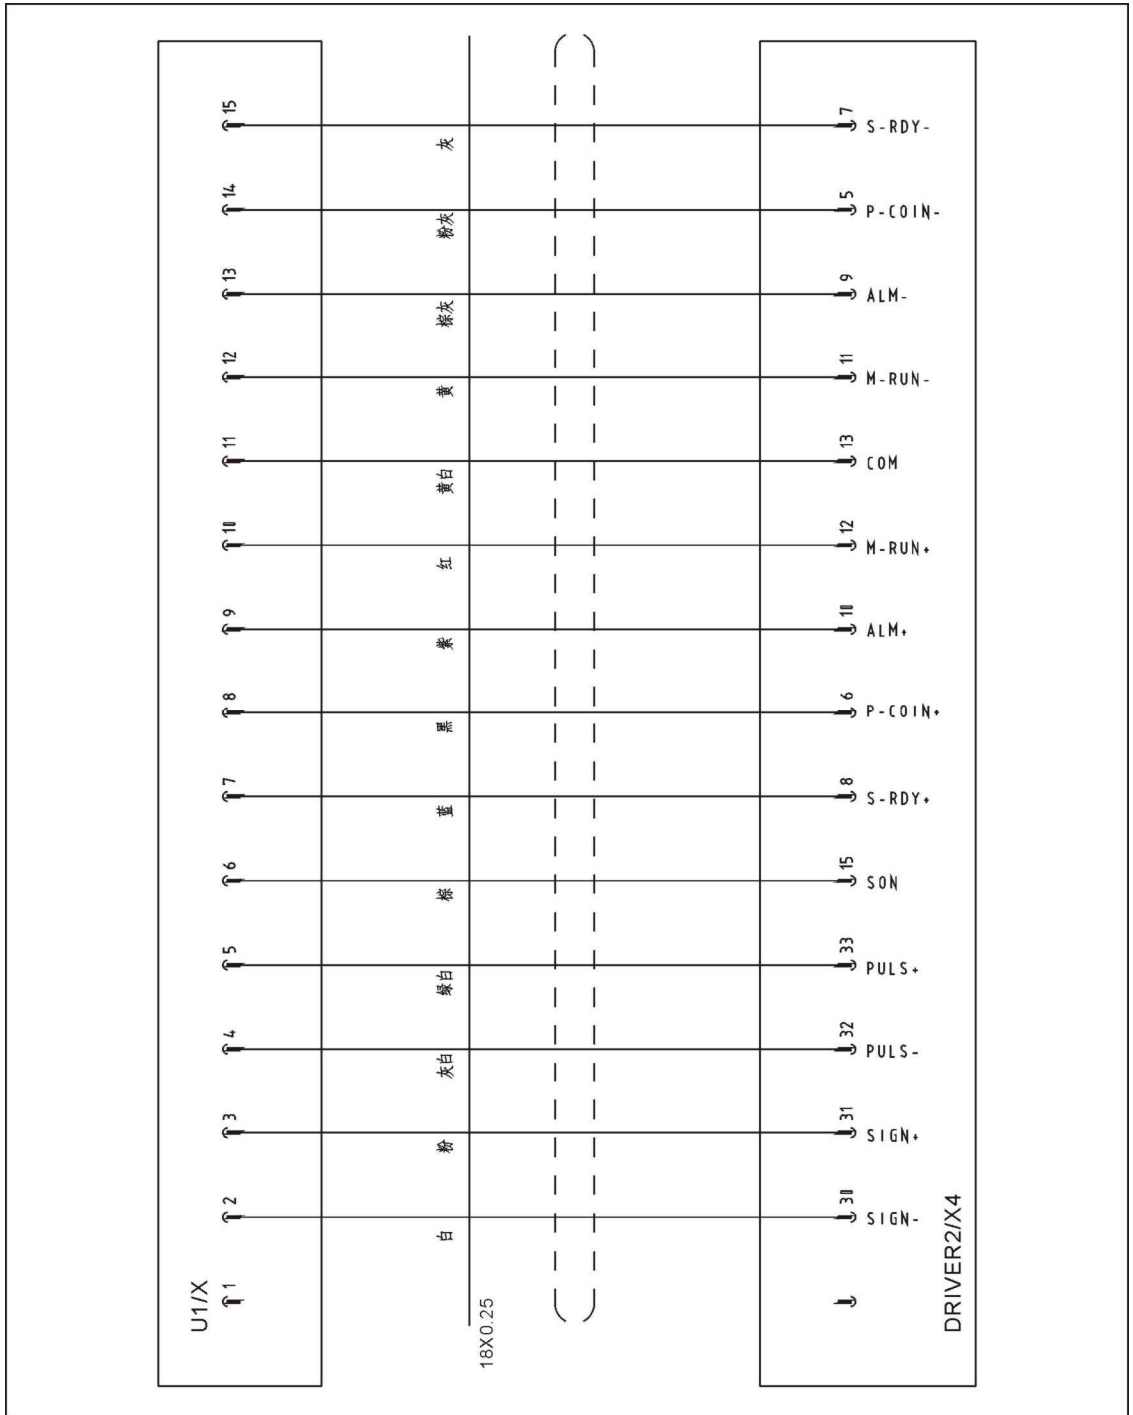 15 灰 7 S-RDY-
14 粉灰 5 P-COIN-
13 棕灰 9 ALM-
12 黄 11 M-RUN-
11 黄白 13 COM
10 红 12 M-RUN+
9 紫 10 ALM+
8 黑 6 P-COIN+
7 蓝 8 S-RDY+
6 棕 15 SON
5 绿白 33 PULS+
4 灰白 32 PULS-
3 粉 31 SIGN+
2 白 30 SIGN-
1
U1/X
18X0.25
DRIVER2/X4